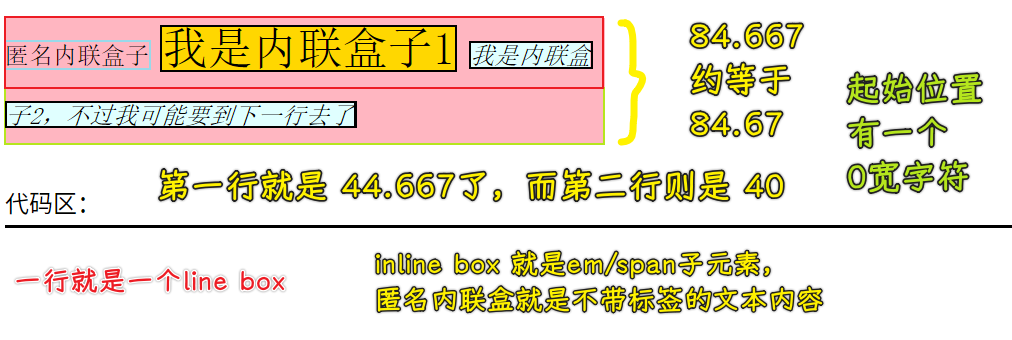 匿名内联盒子 我是内联盒子1 我是内联盒
子2，不过我可能要到下一行去了
84.667
约等于
84.67
起始位置
有一个
0宽字符
第一行就是 44.667了，而第二行则是 40
代码区：
一行就是一个line box
inline box 就是em/span子元素，
匿名内联盒就是不带标签的文本内容